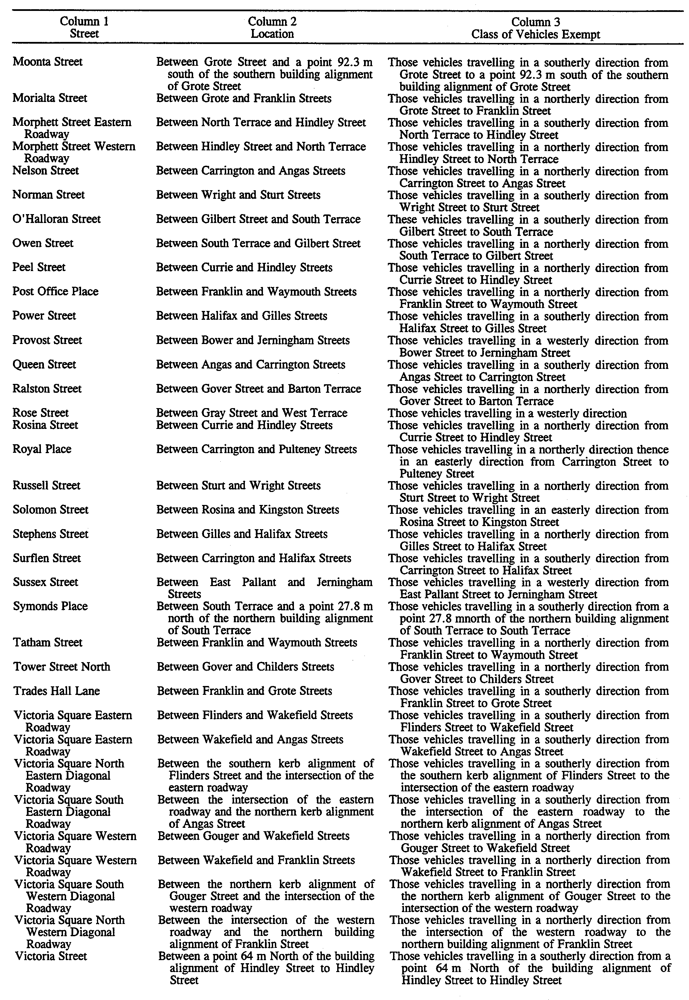 Column 1 Column 2 Column 3
Street Location Class of Vehicles Exempt
Moonta Street Between Grote Street and a point 92.3 m Those vehicles travelling in a southerly direction from
south of the southern building alignment Grote Street to a point 92.3 m south of the southern
of Grote Street building alignment of Grote Street
Morialta Street Between Grote and Franklin Streets Those vehicles travelling in a northerly direction from
Grote Street to Franklin Street
Morphett Street Eastern Between North Terrace and Hindley Street Those vehicles travelling in a southerly direction from
Roadway North Terrace to Hindley Street
Morphett Street Western Between Hindley Street and North Terrace Those vehicles travelling in a northerly direction from
Roadway Hindley Street to North Terrace
Nelson Street Between Carrington and Angas Streets Those vehicles travelling in a northerly direction from
Carrington Street to Angas Street
Norman Street Between Wright and Sturt Streets Those vehicles travelling in a southerly direction from
Wright Street to Sturt Street
O'Halloran Street Between Gilbert Street and South Terrace These vehicles travelling in a southerly direction from
Gilbert Street to South Terrace
Owen Street Between South Terrace and Gilbert Street Those vehicles travelling in a northerly direction from
South Terrace to Gilbert Street
Peel Street Between Currie and Hindley Streets Those vehicles travelling in a northerly direction from
Currie Street to Hindley Street
Post Office Place Between Franklin and Waymouth Streets Those vehicles travelling in a northerly direction from
Franklin Street to Waymouth Street
Power Street Between Halifax and Gilles Streets Those vehicles travelling in a southerly direction from
Halifax Street to Gilles Street
Provost Street Between Bower and Jerningham Streets Those vehicles travelling in a westerly direction from
Bower Street to Jerningham Street
Queen Street Between Angas and Carrington Streets Those vehicles travelling in a southerly direction from
Angas Street to Carrington Street
Ralston Street Between Gover Street and Barton Terrace Those vehicles travelling in a northerly direction from
Gover Street to Barton Terrace
Rose Street Between Gray Street and West Terrace Those vehicles travelling in a westerly direction
Rosina Street Between Currie and Hindley Streets Those vehicles travelling in a northerly direction from
Currie Street to Hindley Street
Royal Place Between Carrington and Pulteney Streets Those vehicles travelling in a northerly direction thence
in an easterly direction from Carrington Street to
Pulteney Street
Russell Street Between Sturt and Wright Streets Those vehicles travelling in a northerly direction from
Sturt Street to Wright Street
Solomon Street Between Rosina and Kingston Streets Those vehicles travelling in an easterly direction from
Rosina Street to Kingston Street
Stephens Street Between Gilles and Halifax Streets Those vehicles travelling in a northerly direction from
Gilles Street to Halifax Street
Surflen Street Between Carrington and Halifax Streets Those vehicles travelling in a southerly direction from
Carrington Street to Halifax Street
Sussex Street Between East Pallant and Jerningham Those vehicles travelling in a westerly direction from
Streets East Pallant Street to Jerningham Street
Symonds Place Between South Terrace and a point 27.8 m Those vehicles travelling in a southerly direction from a
north of the northern building alignment point 27.8 mnorth of the northern building alignment
of South Terrace of South Terrace to South Terrace
Tatham Street Between Franklin and Waymouth Streets Those vehicles travelling in a northerly direction from
Franklin Street to Waymouth Street
Tower Street North Between Gover and Childers Streets Those vehicles travelling in a northerly direction from
Gover Street to Childers Street
Trades Hall Lane Between Franklin and Grote Streets Those vehicles travelling in a southerly direction from
Franklin Street to Grote Street
Victoria Square Eastern Between Flinders and Wakefield Streets Those vehicles travelling in a southerly direction from
Roadway Flinders Street to Wakefield Street
Victoria Square Eastern Between Wakefield and Angas Streets Those vehicles travelling in a southerly direction from
Roadway Wakefield Street to Angas Street
Victoria Square North Between the southern kerb alignment of Those vehicles travelling in a southerly direction from
Eastern Diagonal Flinders Street and the intersection of the the southern kerb alignment of Flinders Street to the
Roadway eastern roadway intersection of the eastern roadway
Victoria Square South Between the intersection of the eastern Those vehicles travelling in a southerly direction from
Eastern Diagonal roadway and the northern kerb alignment the intersection of the eastern roadway to the
Roadway of Angas Street northern kerb alignment of Angas Street
Victoria Square Western Between Gouger and Wakefield Streets Those vehicles travelling in a northerly direction from
Roadway Gouger Street to Wakefield Street
Victoria Square Western Between Wakefield and Franklin Streets Those vehicles travelling in a northerly direction from
Roadway Wakefield Street to Franklin Street
Victoria Square South Between the northern kerb alignment of Those vehicles travelling in a northerly direction from
Western Diagonal Gouger Street and the intersection of the the northern kerb alignment of Gouger Street to the
Roadway western roadway intersection of the western roadway
Victoria Square North Between the intersection of the western Those vehicles travelling in a northerly direction from
Western Diagonal roadway and the northern building the intersection of the western roadway to the
Roadway alignment of Franklin Street northern building alignment of Franklin Street
Victoria Street Between a point 64 m North of the building Those vehicles travelling in a southerly direction from a
alignment of Hindley Street to Hindley point 64 m North of the building alignment of
Street Hindley Street to Hindley Street